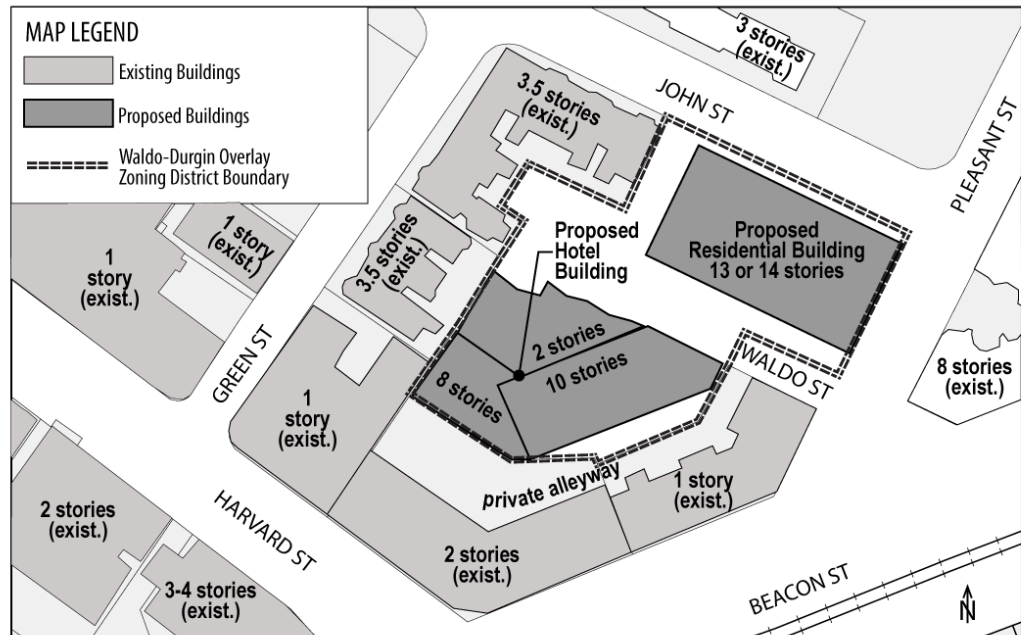 MAP LEGEND
Existing Buildings
Proposed Buildings
Waldo-Durgin Overlay
Zoning District Boundary
3 stories
(exist.)
JOHN ST
PLEASANT ST
3.5 stories
(exist.)
1 story
(exist.)
1
story
(exist.)
3.5 stories
(exist.)
Proposed
Hotel
Building
Proposed
Residential Building
13 or 14 stories
2 stories
10 stories
8 stories
WALDO ST
8 stories
(exist.)
GREEN ST
1
story
(exist.)
private alleyway
1 story
(exist.)
2 stories
(exist.)
HARVARD ST
2 stories
(exist.)
3-4 stories
(exist.)
BEACON ST
N